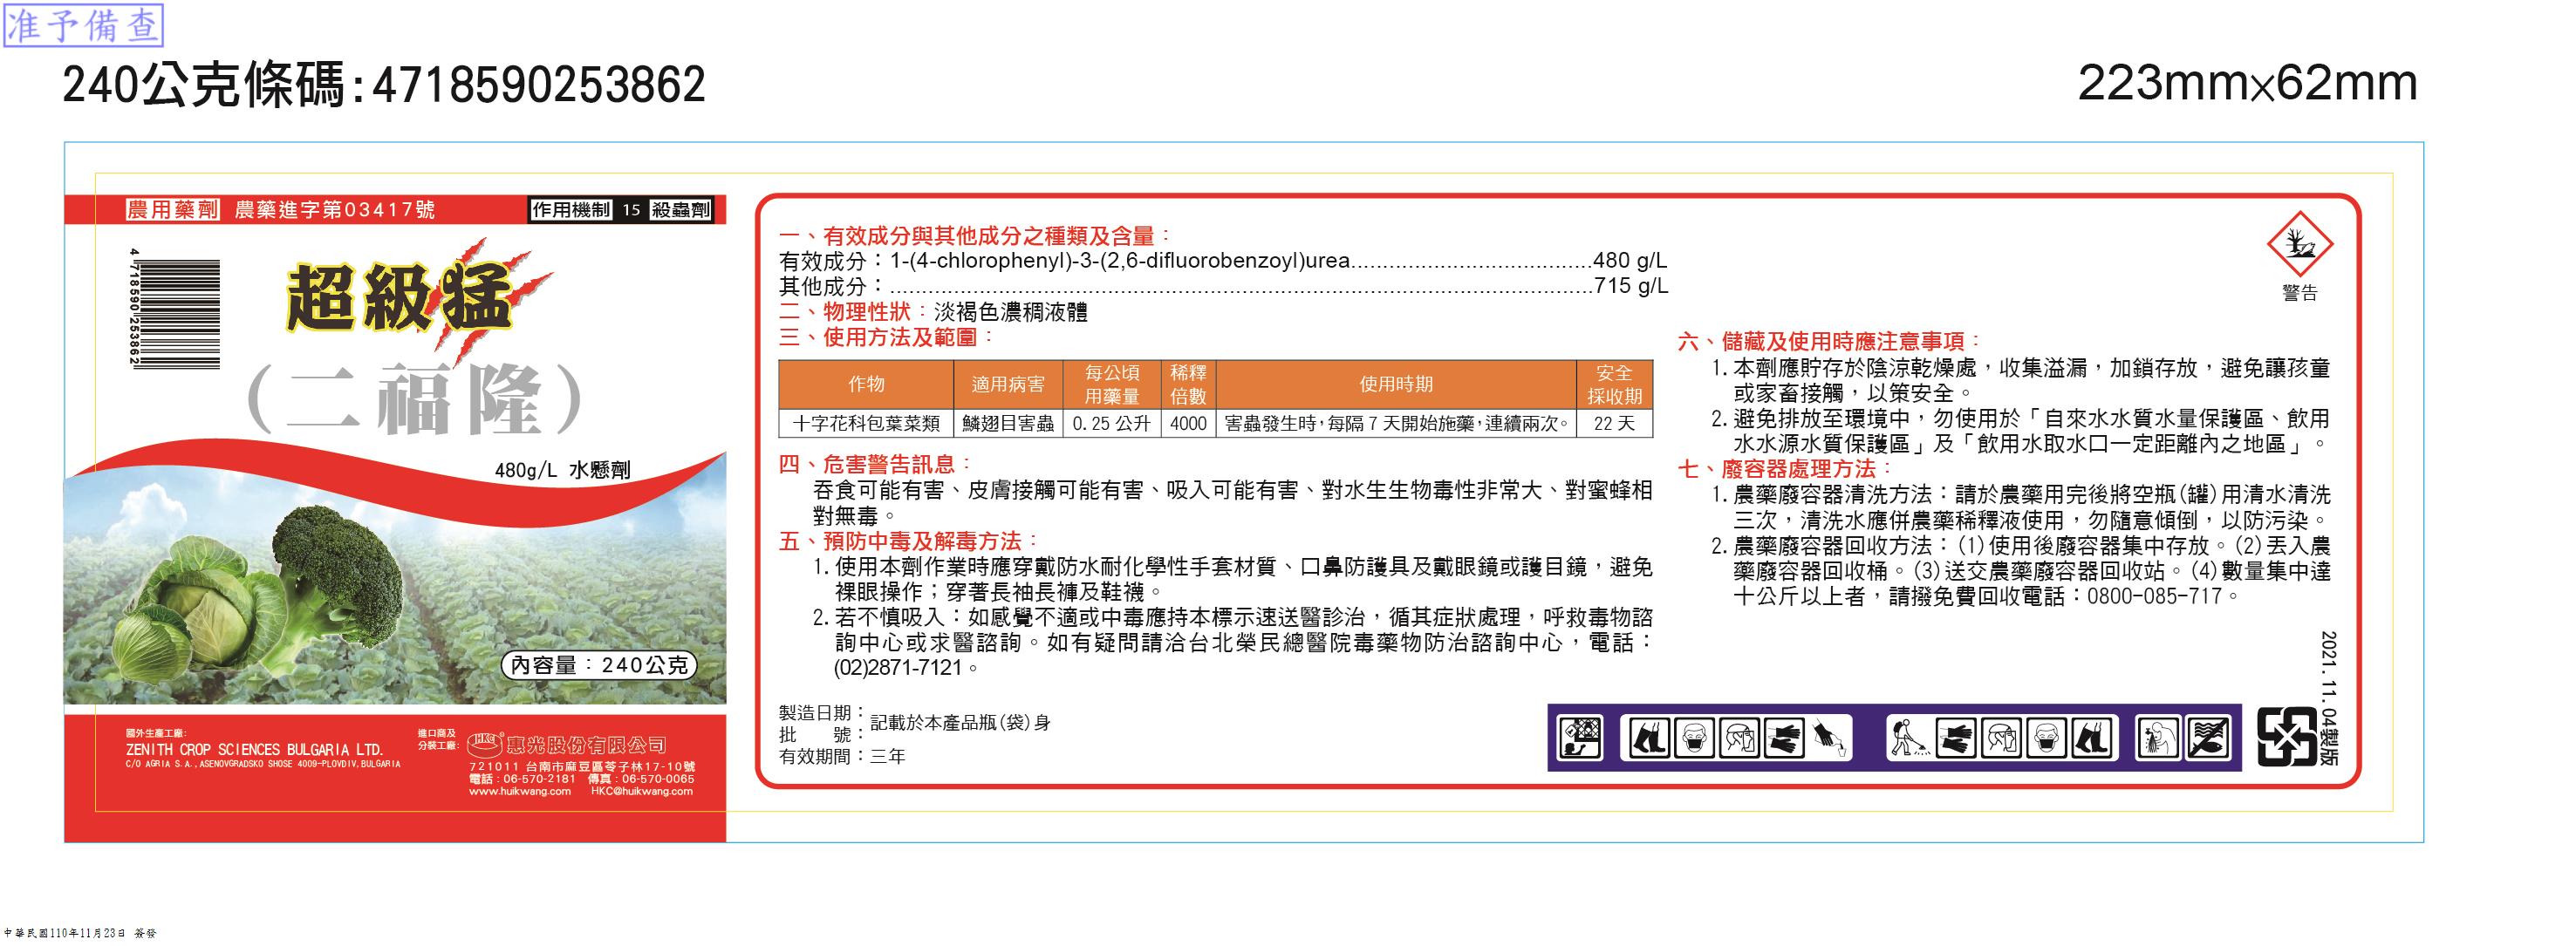 准予備查
240公克條碼:4718590253862
223mm×62mm
農用藥劑 農藥進字第03417號
作用機制 15 殺蟲劑
4 718590 253862
超級猛
(二福隆)
480g/L 水懸劑
內容量：240公克
國外生產工廠:
ZENITH CROP SCIENCES BULGARIA LTD.
C/O AGRIA S.A., ASENOVGRADSKO SHOSE 4009-PLOVDIV, BULGARIA
進口商及
分裝工廠:
HKC 惠光股份有限公司
721011 台南市麻豆區苓子林17-10號
電話：06-570-2181 傳真：06-570-0065
www.huikwang.com HKC@huikwang.com
一、有效成分與其他成分之種類及含量：
有效成分：1-(4-chlorophenyl)-3-(2,6-difluorobenzoyl)urea......................................480 g/L
其他成分：..............................................................................................................715 g/L
二、物理性狀：淡褐色濃稠液體
三、使用方法及範圍：
作物 適用病害 每公頃用藥量 稀釋倍數 使用時期 安全採收期
十字花科包葉菜類 鱗翅目害蟲 0.25公升 4000 害蟲發生時，每隔7天開始施藥，連續兩次。 22天
四、危害警告訊息：
吞食可能有害、皮膚接觸可能有害、吸入可能有害、對水生生物毒性非常大、對蜜蜂相
對無毒。
五、預防中毒及解毒方法：
1. 使用本劑作業時應穿戴防水耐化學性手套材質、口鼻防護具及戴眼鏡或護目鏡，避免
裸眼操作；穿著長袖長褲及鞋襪。
2. 若不慎吸入：如感覺不適或中毒應持本標示速送醫診治，循其症狀處理，呼救毒物諮
詢中心或求醫諮詢。如有疑問請洽台北榮民總醫院毒藥物防治諮詢中心，電話：
(02)2871-7121。
製造日期：
批　　號：記載於本產品瓶(袋)身
有效期間：三年
警告
六、儲藏及使用時應注意事項：
1. 本劑應貯存於陰涼乾燥處，收集溢漏，加鎖存放，避免讓孩童
或家畜接觸，以策安全。
2. 避免排放至環境中，勿使用於「自來水水質水量保護區、飲用
水水源水質保護區」及「飲用水取水口一定距離內之地區」。
七、廢容器處理方法：
1. 農藥廢容器清洗方法：請於農藥用完後將空瓶(罐)用清水清洗
三次，清洗水應併農藥稀釋液使用，勿隨意傾倒，以防污染。
2. 農藥廢容器回收方法：(1)使用後廢容器集中存放。(2)丟入農
藥廢容器回收桶。(3)送交農藥廢容器回收站。(4)數量集中達
十公斤以上者，請撥免費回收電話：0800-085-717。
2021.11.04製版
中華民國110年11月23日 簽發